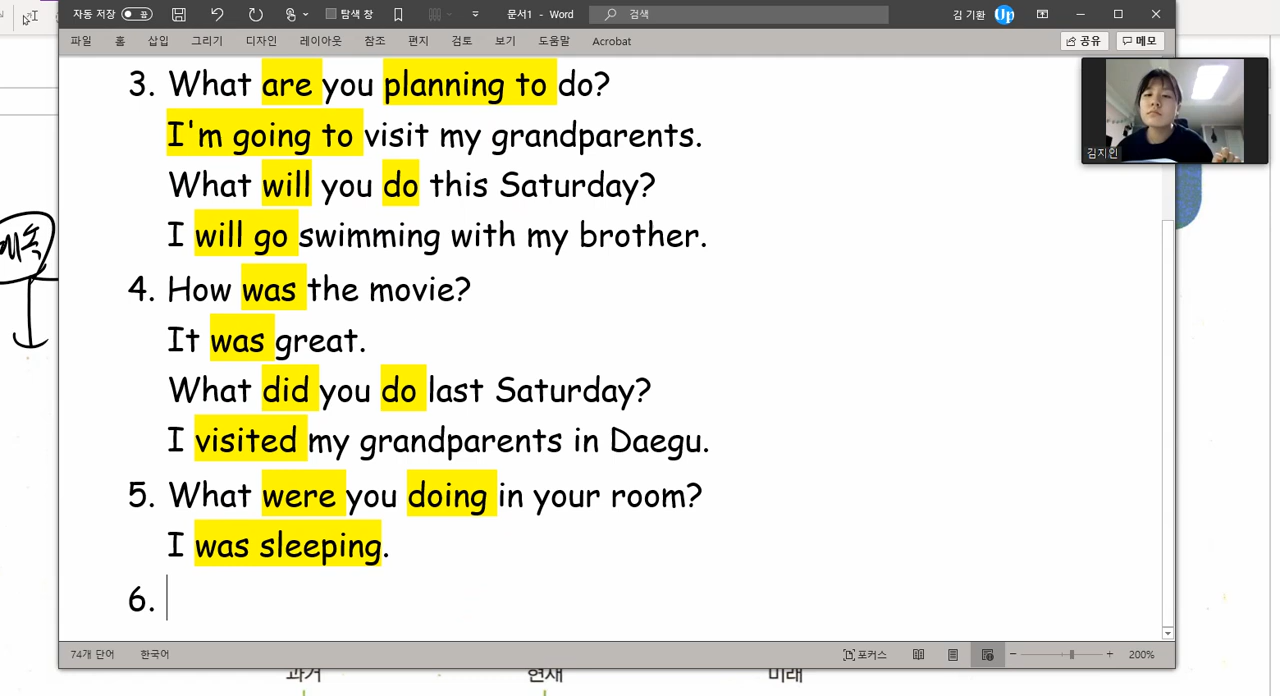 자동 저장 끔 탐색 창 문서1 - Word 검색 김 기환 Up
파일 홈 삽입 그리기 디자인 레이아웃 참조 편지 검토 보기 도움말 Acrobat 공유 메모
3. What are you planning to do?
I'm going to visit my grandparents.
What will you do this Saturday?
I will go swimming with my brother.
4. How was the movie?
It was great.
What did you do last Saturday?
I visited my grandparents in Daegu.
5. What were you doing in your room?
I was sleeping.
6.
김지인
74개 단어 한국어 포커스 200%
과거 현재 미래